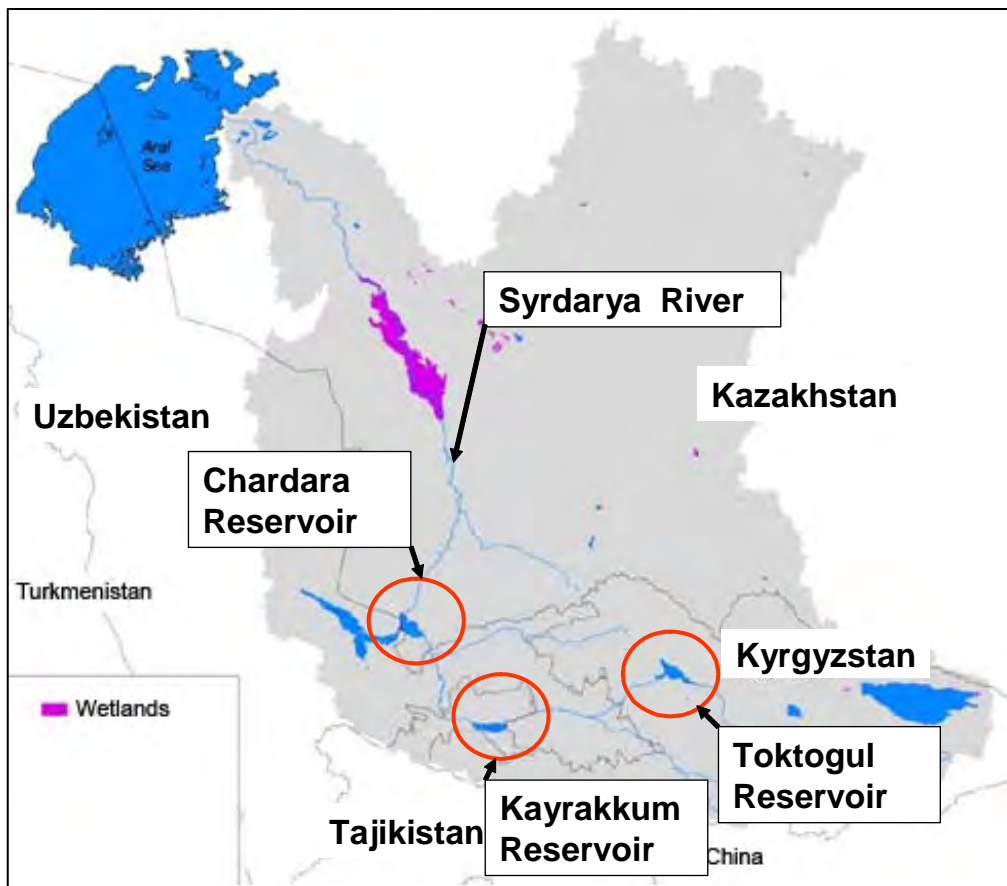 Aral
Sea
Syrdarya River
Kazakhstan
Uzbekistan
Chardara
Reservoir
Turkmenistan
Kyrgyzstan
Wetlands
Toktogul
Reservoir
Kayrakkum
Reservoir
Tajikistan
China